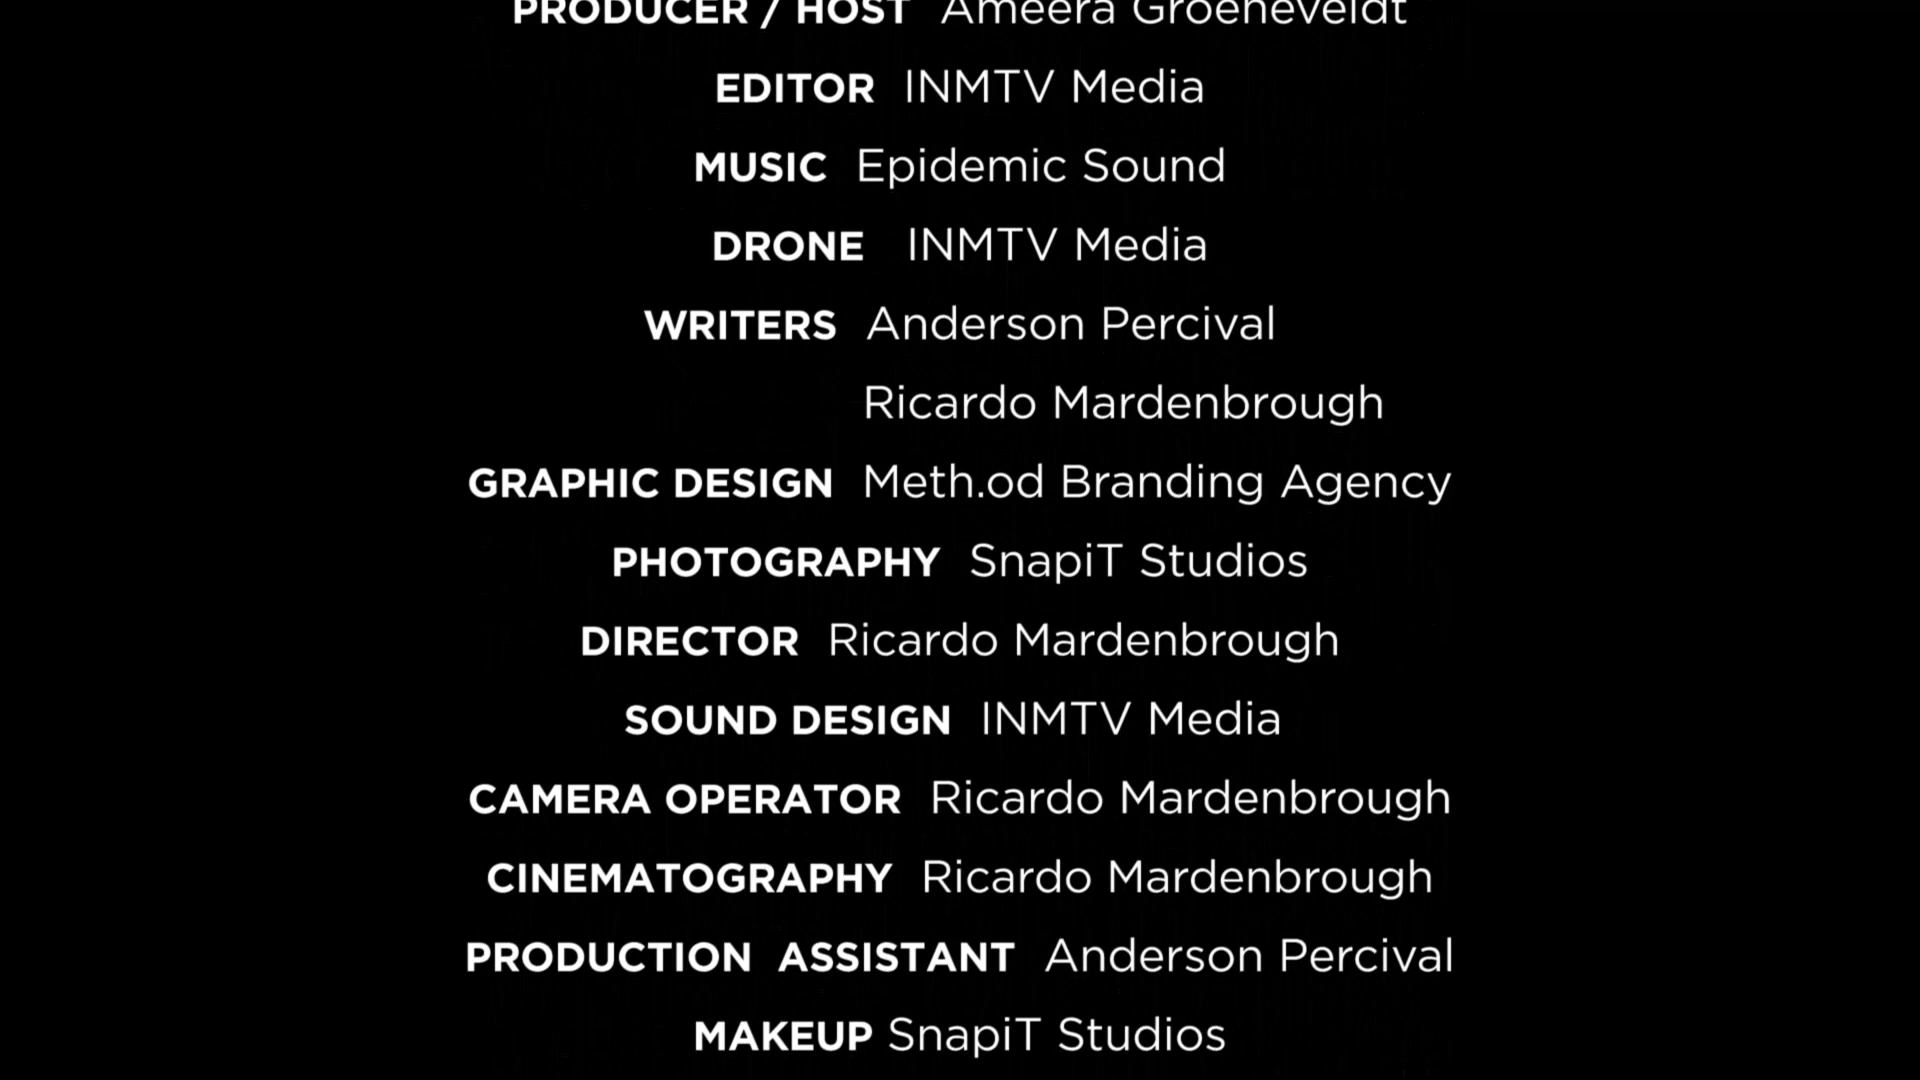 PRODUCER / HOST Ameera Groeneveldt
EDITOR INMTV Media
MUSIC Epidemic Sound
DRONE INMTV Media
WRITERS Anderson Percival
Ricardo Mardenbrough
GRAPHIC DESIGN Meth.od Branding Agency
PHOTOGRAPHY SnapiT Studios
DIRECTOR Ricardo Mardenbrough
SOUND DESIGN INMTV Media
CAMERA OPERATOR Ricardo Mardenbrough
CINEMATOGRAPHY Ricardo Mardenbrough
PRODUCTION ASSISTANT Anderson Percival
MAKEUP SnapiT Studios